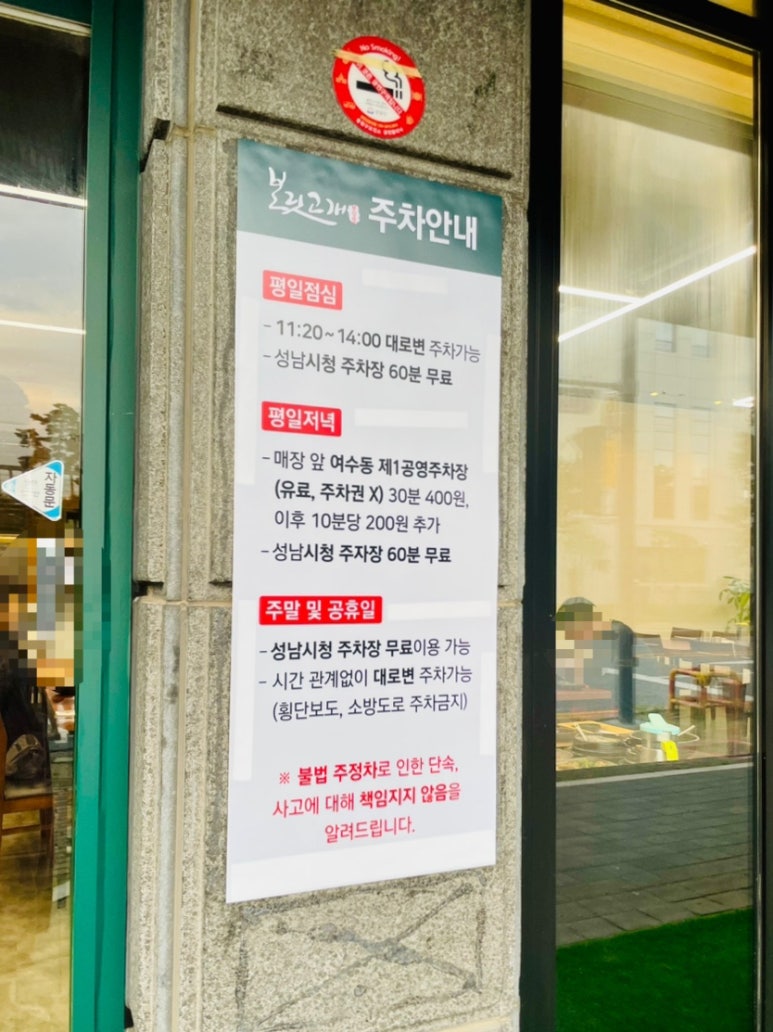 No Smoking!
보릿고개 주차안내
평일점심
- 11:20~14:00 대로변 주차가능
- 성남시청 주차장 60분 무료
평일저녁
- 매장 앞 여수동 제1공영주차장
(유료, 주차권 X) 30분 400원,
이후 10분당 200원 추가
- 성남시청 주자장 60분 무료
주말 및 공휴일
- 성남시청 주차장 무료이용 가능
- 시간 관계없이 대로변 주차가능
(횡단보도, 소방도로 주차금지)
※ 불법 주정차로 인한 단속,
사고에 대해 책임지지 않음을
알려드립니다.
자동문